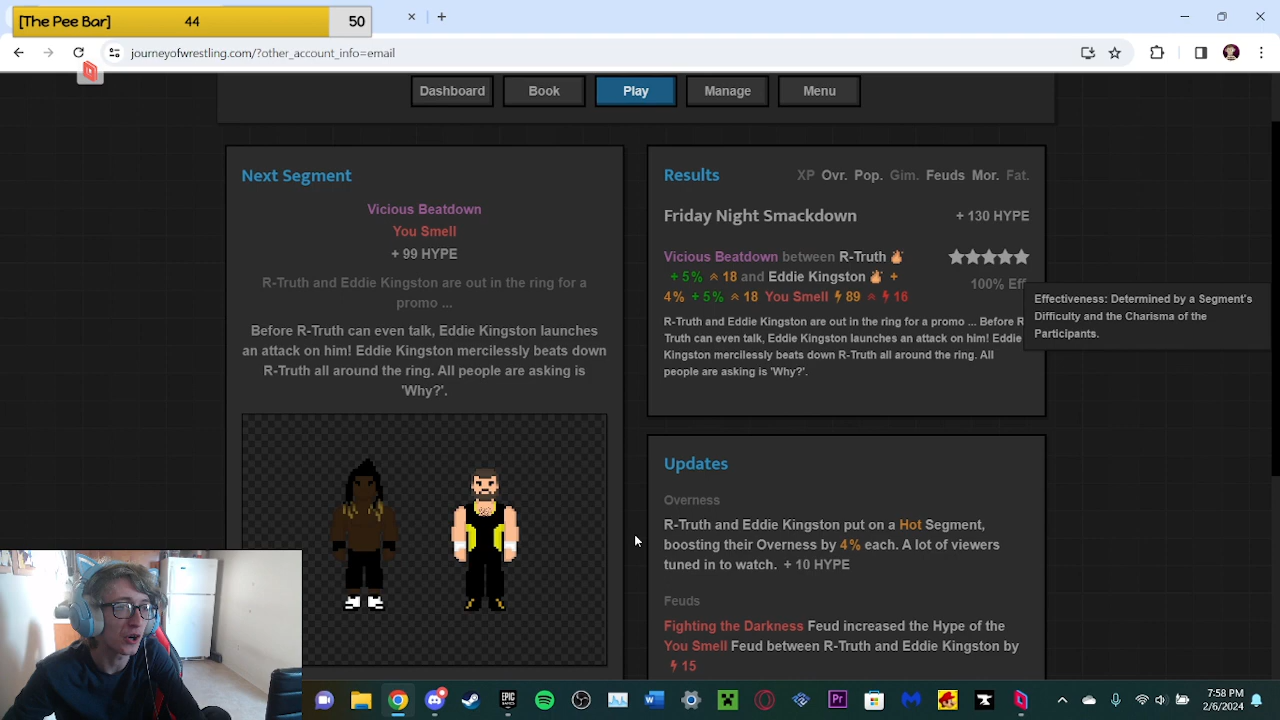 [The Pee Bar] 44 50
journeyofwrestling.com/?other_account_info=email
Dashboard Book Play Manage Menu
Next Segment
Vicious Beatdown
You Smell
+ 99 HYPE
R-Truth and Eddie Kingston are out in the ring for a
promo ...
Before R-Truth can even talk, Eddie Kingston launches
an attack on him! Eddie Kingston mercilessly beats down
R-Truth all around the ring. All people are asking is
'Why?'.
Results XP Ovr. Pop. Gim. Feuds Mor. Fat.
Friday Night Smackdown + 130 HYPE
Vicious Beatdown between R-Truth
+ 5% 18 and Eddie Kingston +
4% + 5% 18 You Smell 89 16
100% Eff
R-Truth and Eddie Kingston are out in the ring for a promo ... Before R
Truth can even talk, Eddie Kingston launches an attack on him! Eddie
Kingston mercilessly beats down R-Truth all around the ring. All
people are asking is 'Why?'.
Effectiveness: Determined by a Segment's
Difficulty and the Charisma of the
Participants.
Updates
Overness
R-Truth and Eddie Kingston put on a Hot Segment,
boosting their Overness by 4% each. A lot of viewers
tuned in to watch. + 10 HYPE
Feuds
Fighting the Darkness Feud increased the Hype of the
You Smell Feud between R-Truth and Eddie Kingston by
15
EPIC
GAMES
Pr
7:58 PM
2/6/2024